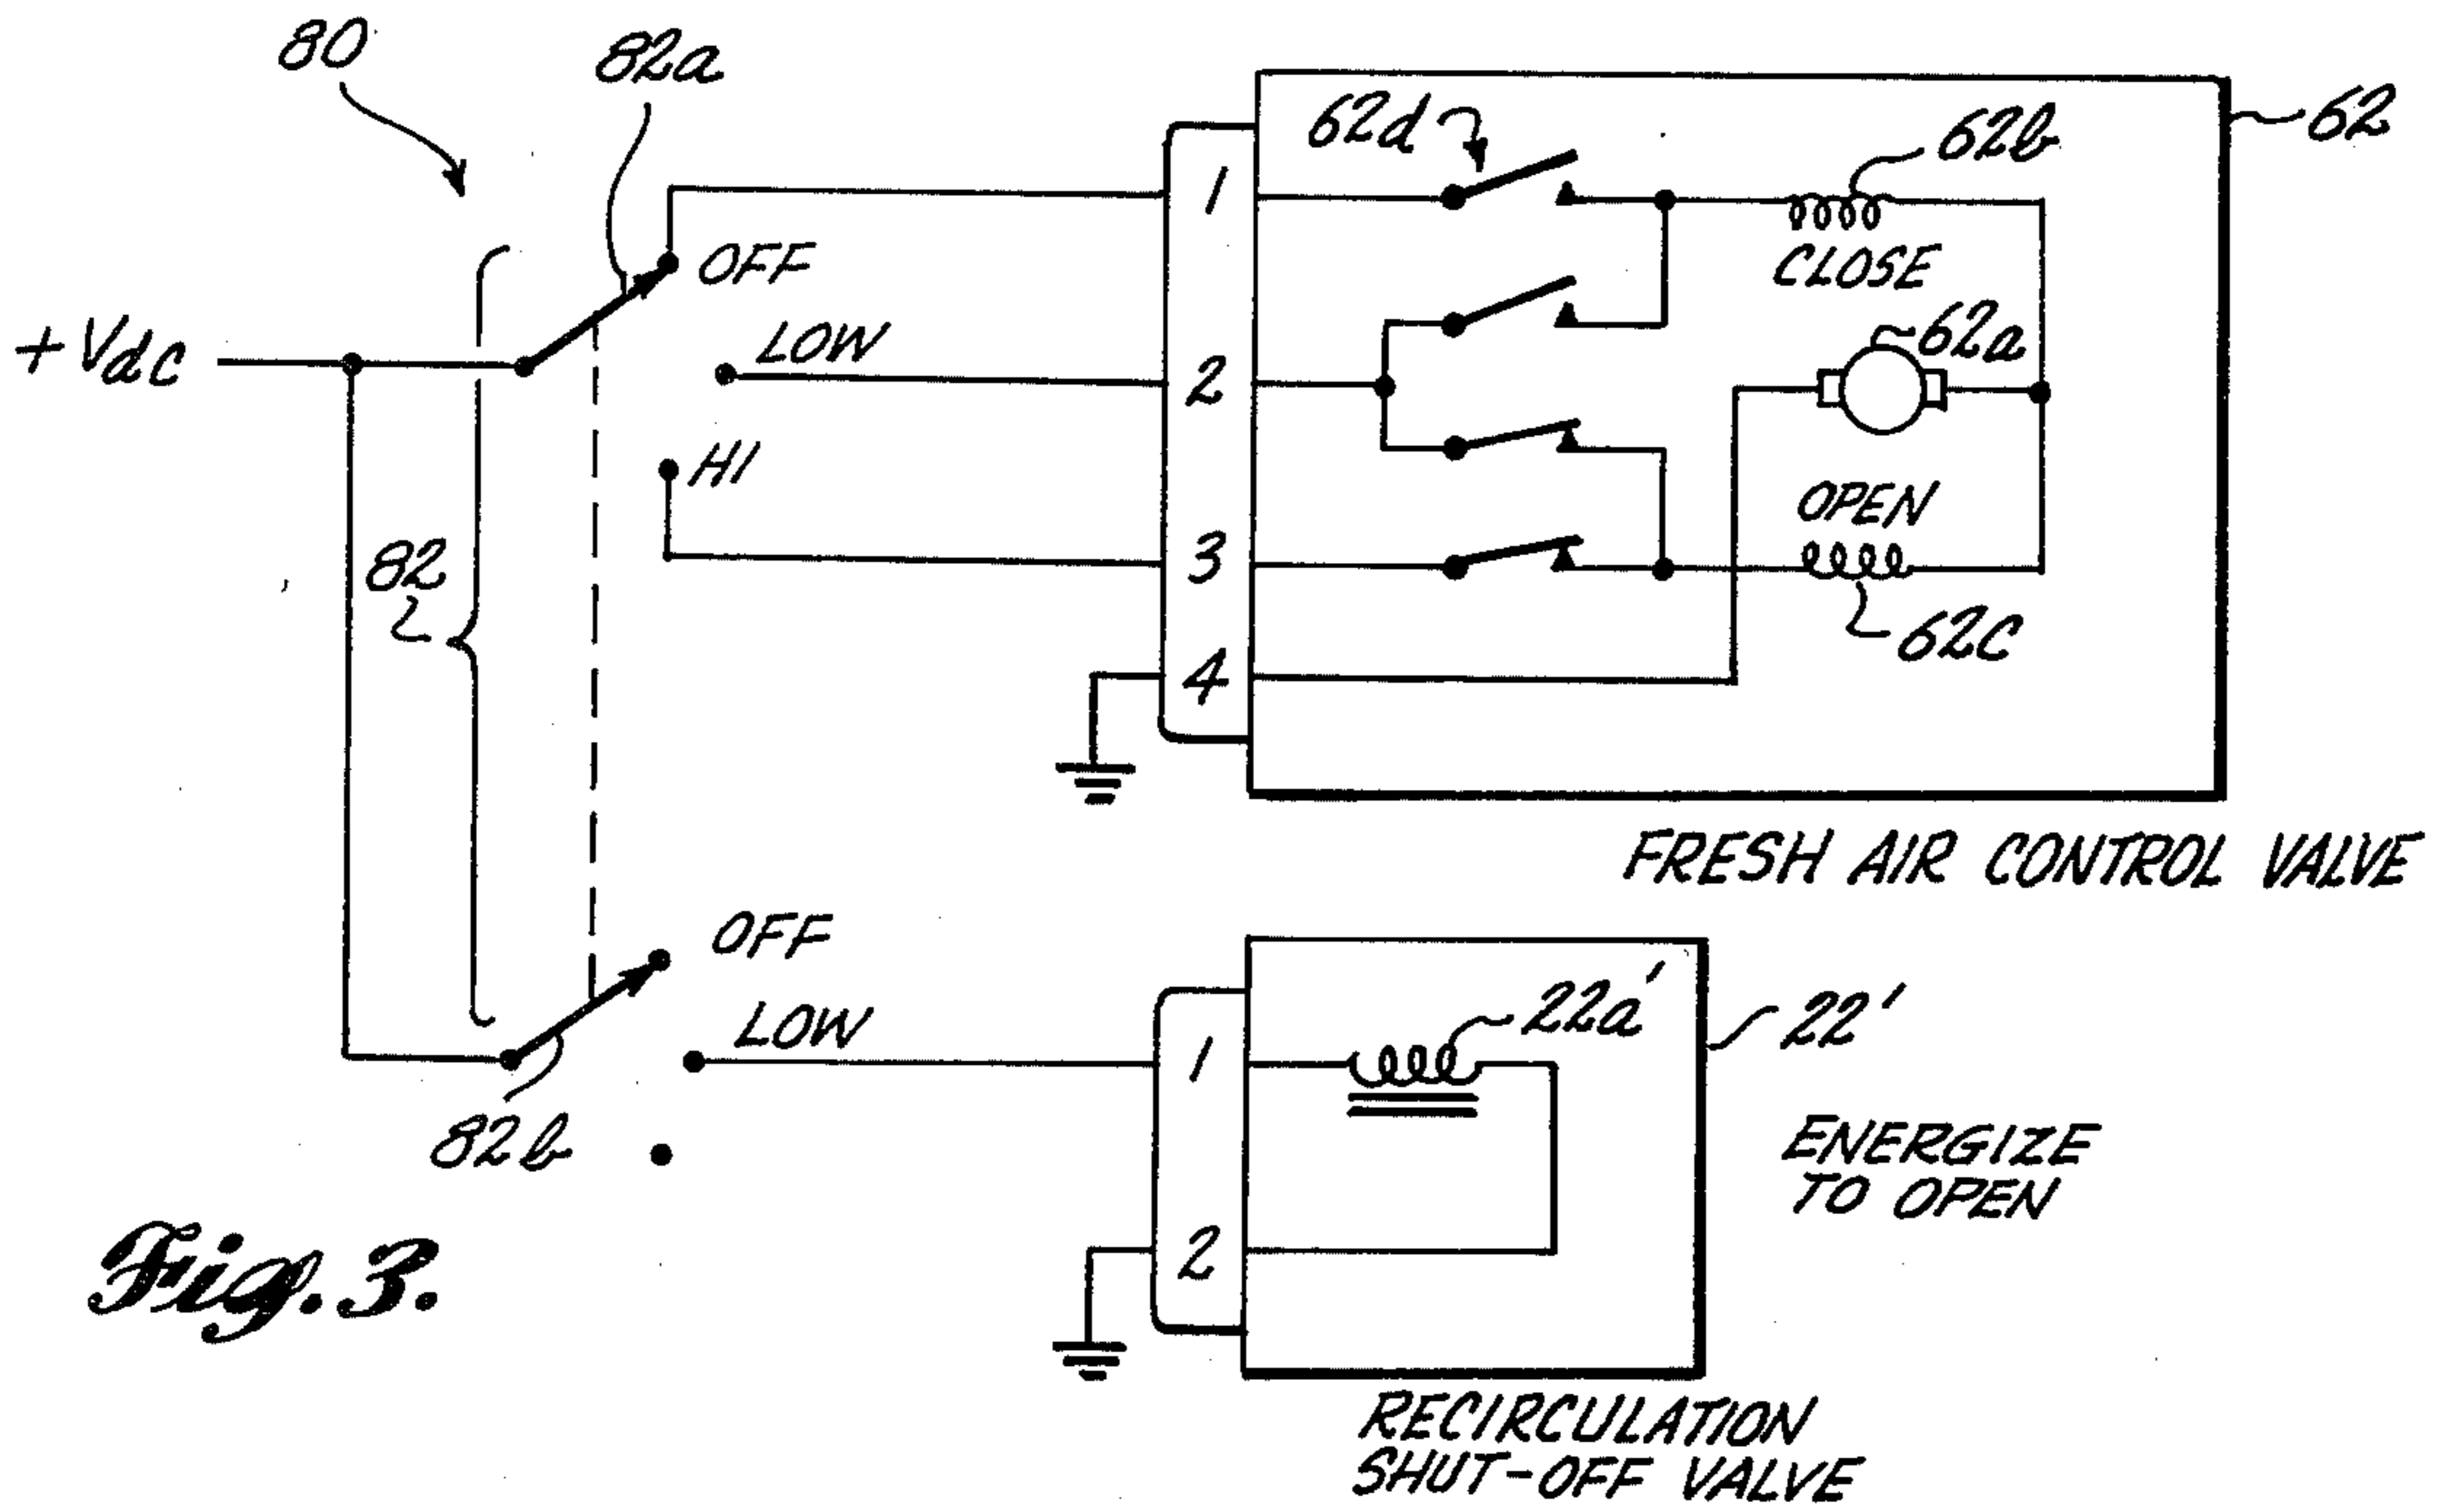 80
82a
62d
62b
62
1
OFF
CLOSE
+Vdc
LOW
2
62a
HI
OPEN
82
3
62c
4
FRESH AIR CONTROL VALVE
OFF
LOW
1
22a'
22'
82b
ENERGIZE
TO OPEN
2
Fig. 3.
RECIRCULATION
SHUT-OFF VALVE